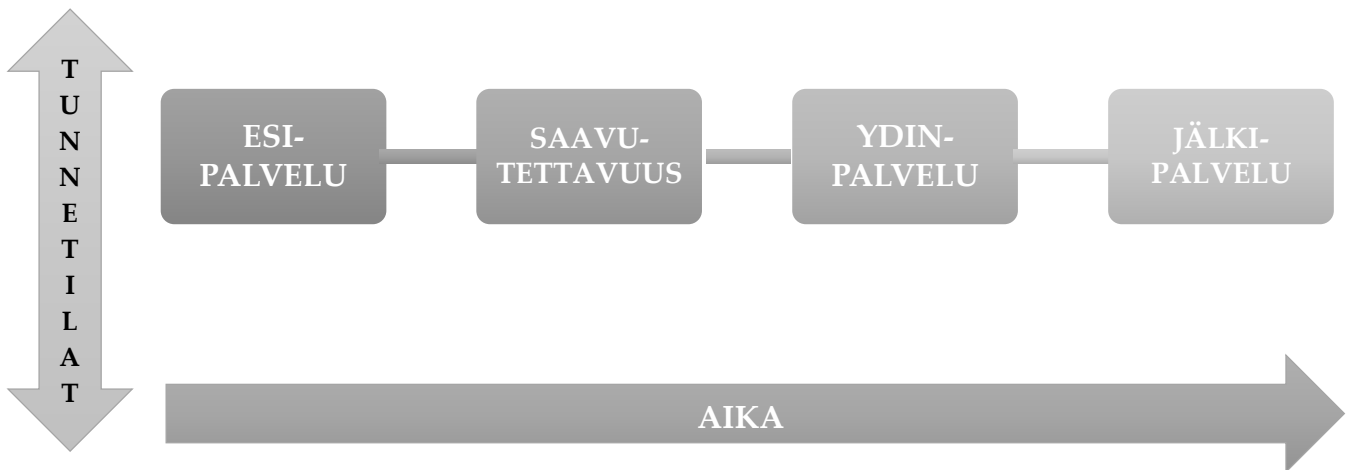 T
U
N
N
E
T
I
L
A
T
ESI-
PALVELU
SAAVU-
TETTAVUUS
YDIN-
PALVELU
JÄLKI-
PALVELU
AIKA